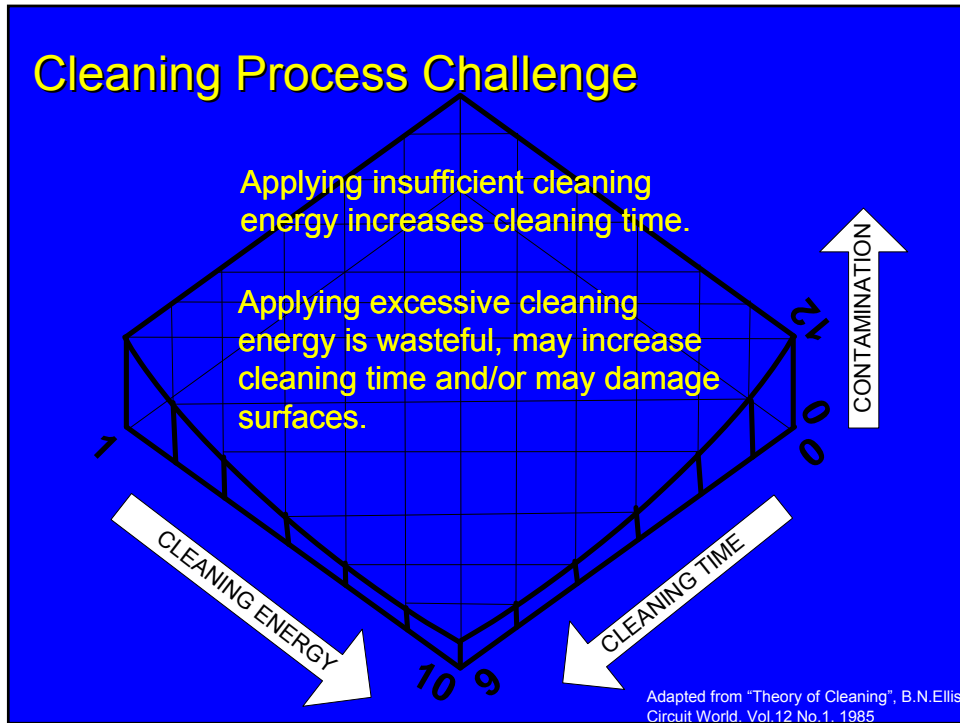 Cleaning Process Challenge
Applying insufficient cleaning
energy increases cleaning time.
Applying excessive cleaning
energy is wasteful, may increase
cleaning time and/or may damage
surfaces.
CONTAMINATION
12
0
0
1
CLEANING ENERGY
CLEANING TIME
10
9
Adapted from “Theory of Cleaning”, B.N.Ellis
Circuit World, Vol.12 No.1, 1985